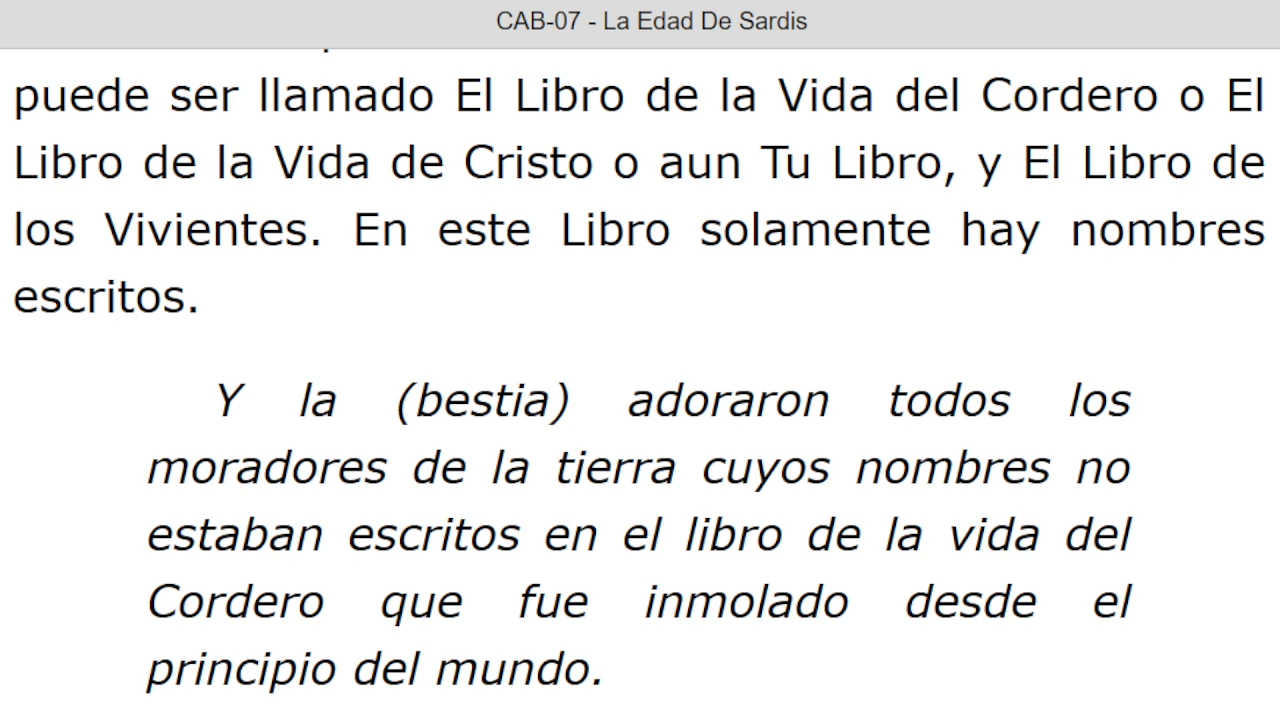 CAB-07 - La Edad De Sardis
puede ser llamado El Libro de la Vida del Cordero o El
Libro de la Vida de Cristo o aun Tu Libro, y El Libro de
los Vivientes. En este Libro solamente hay nombres
escritos.
Y la (bestia) adoraron todos los
moradores de la tierra cuyos nombres no
estaban escritos en el libro de la vida del
Cordero que fue inmolado desde el
principio del mundo.